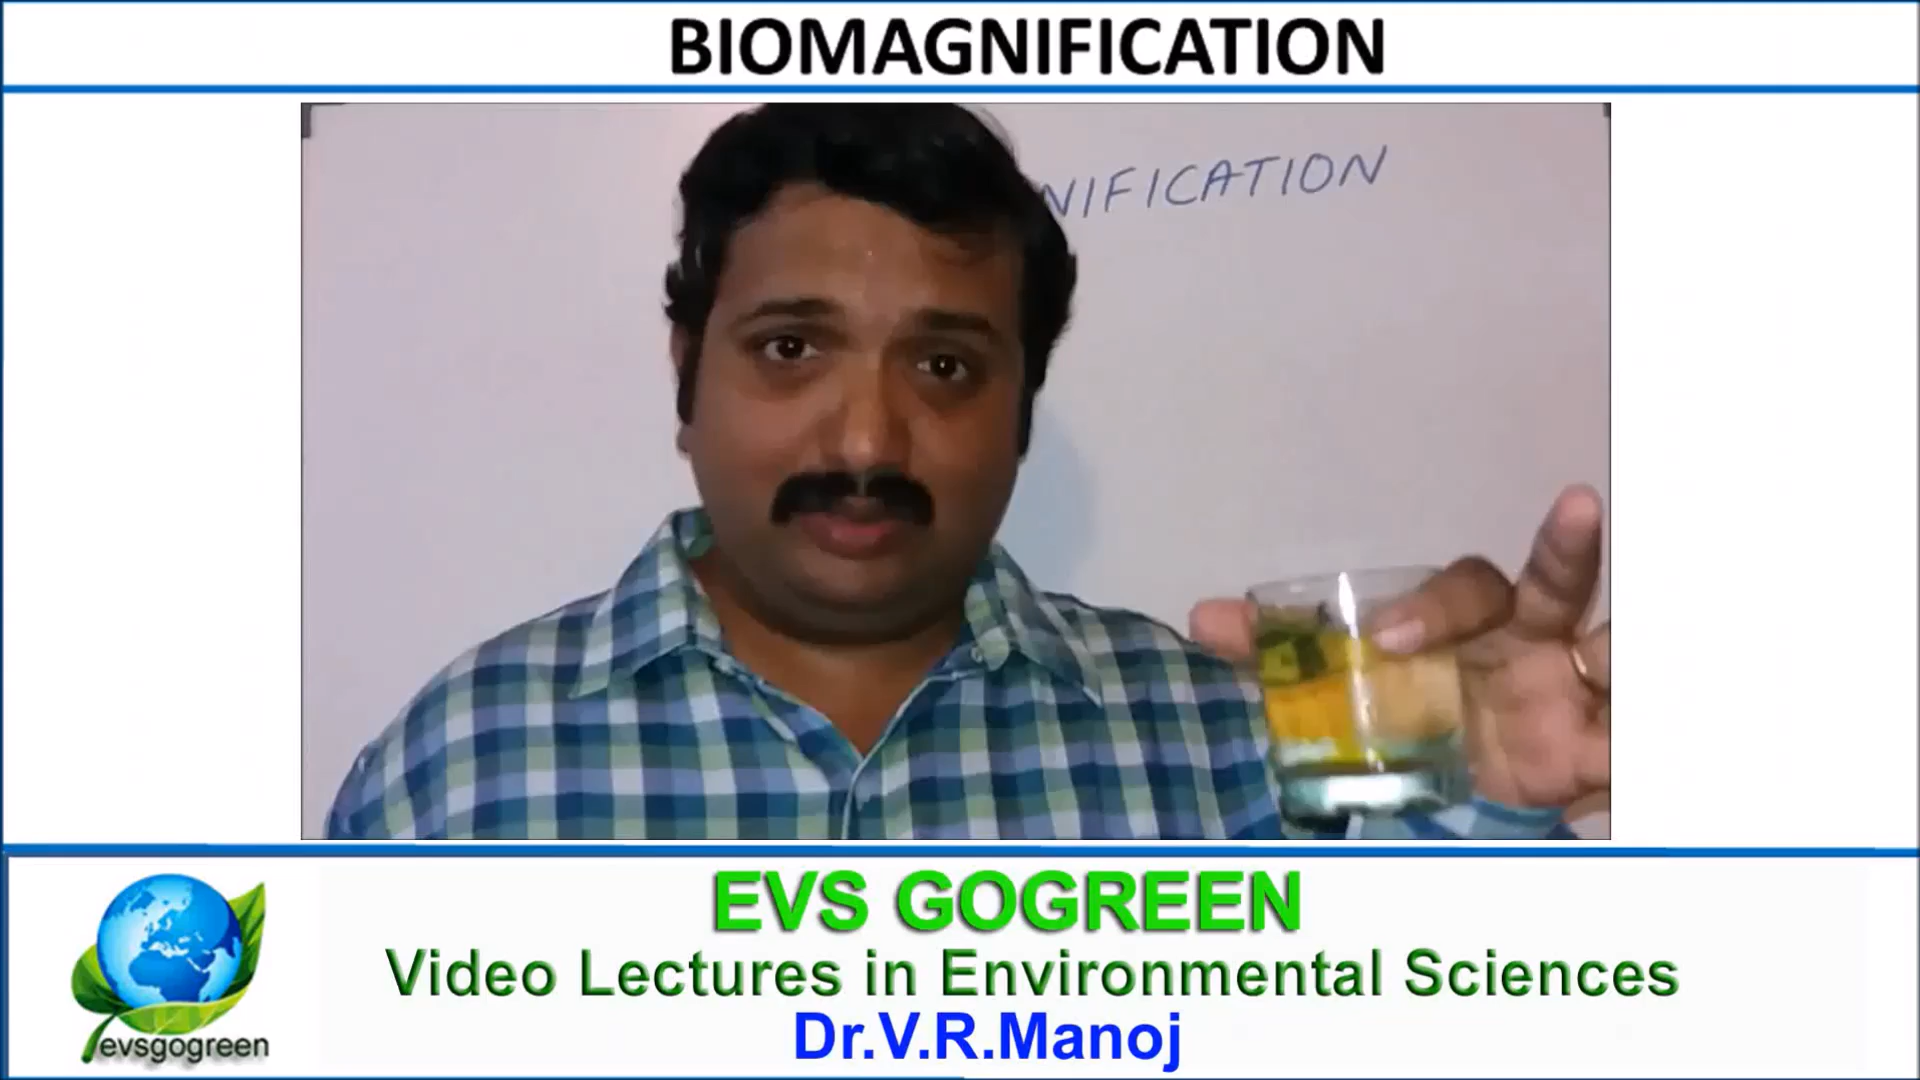 BIOMAGNIFICATION
NIFICATION
EVS GOGREEN
Video Lectures in Environmental Sciences
Dr.V.R.Manoj
evsgogreen